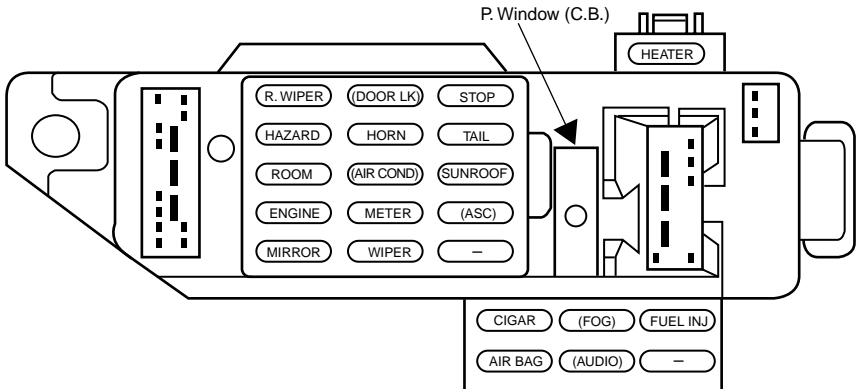 P. Window (C.B.)
HEATER
R. WIPER (DOOR LK) STOP
HAZARD HORN TAIL
ROOM (AIR COND) SUNROOF
ENGINE METER (ASC)
MIRROR WIPER –
CIGAR (FOG) FUEL INJ
AIR BAG (AUDIO) –